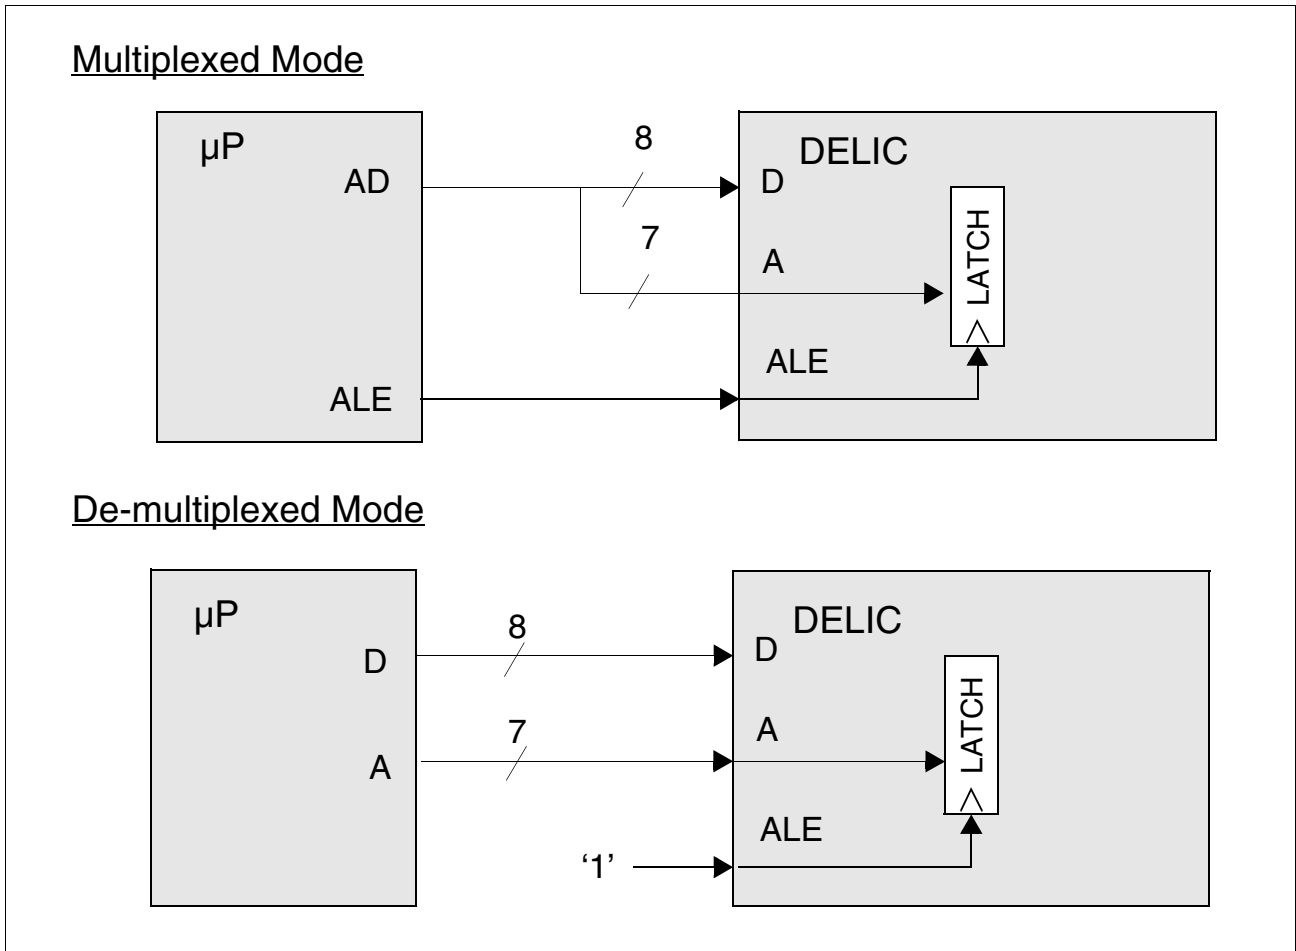 Multiplexed Mode
µP
AD
ALE
8
7
DELIC
D
A
ALE
LATCH
De-multiplexed Mode
µP
D
A
8
7
'1'
DELIC
D
A
ALE
LATCH